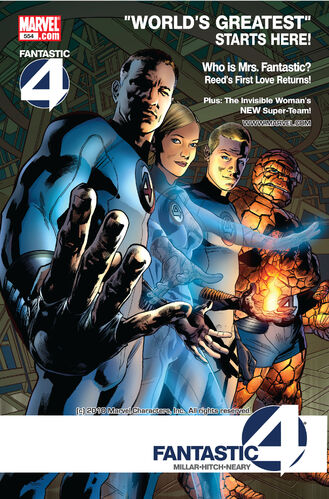 MARVEL
554 .com
FANTASTIC
4
"WORLD'S GREATEST"
STARTS HERE!
Who is Mrs. Fantastic?
Reed's First Love Returns!
Plus: The Invisible Woman's
NEW Super-Team!
WWW.MARVEL.COM
(c) 2010 Marvel Characters, Inc. All rights reserved.
FANTASTIC 4
MILLAR•HITCH•NEARY